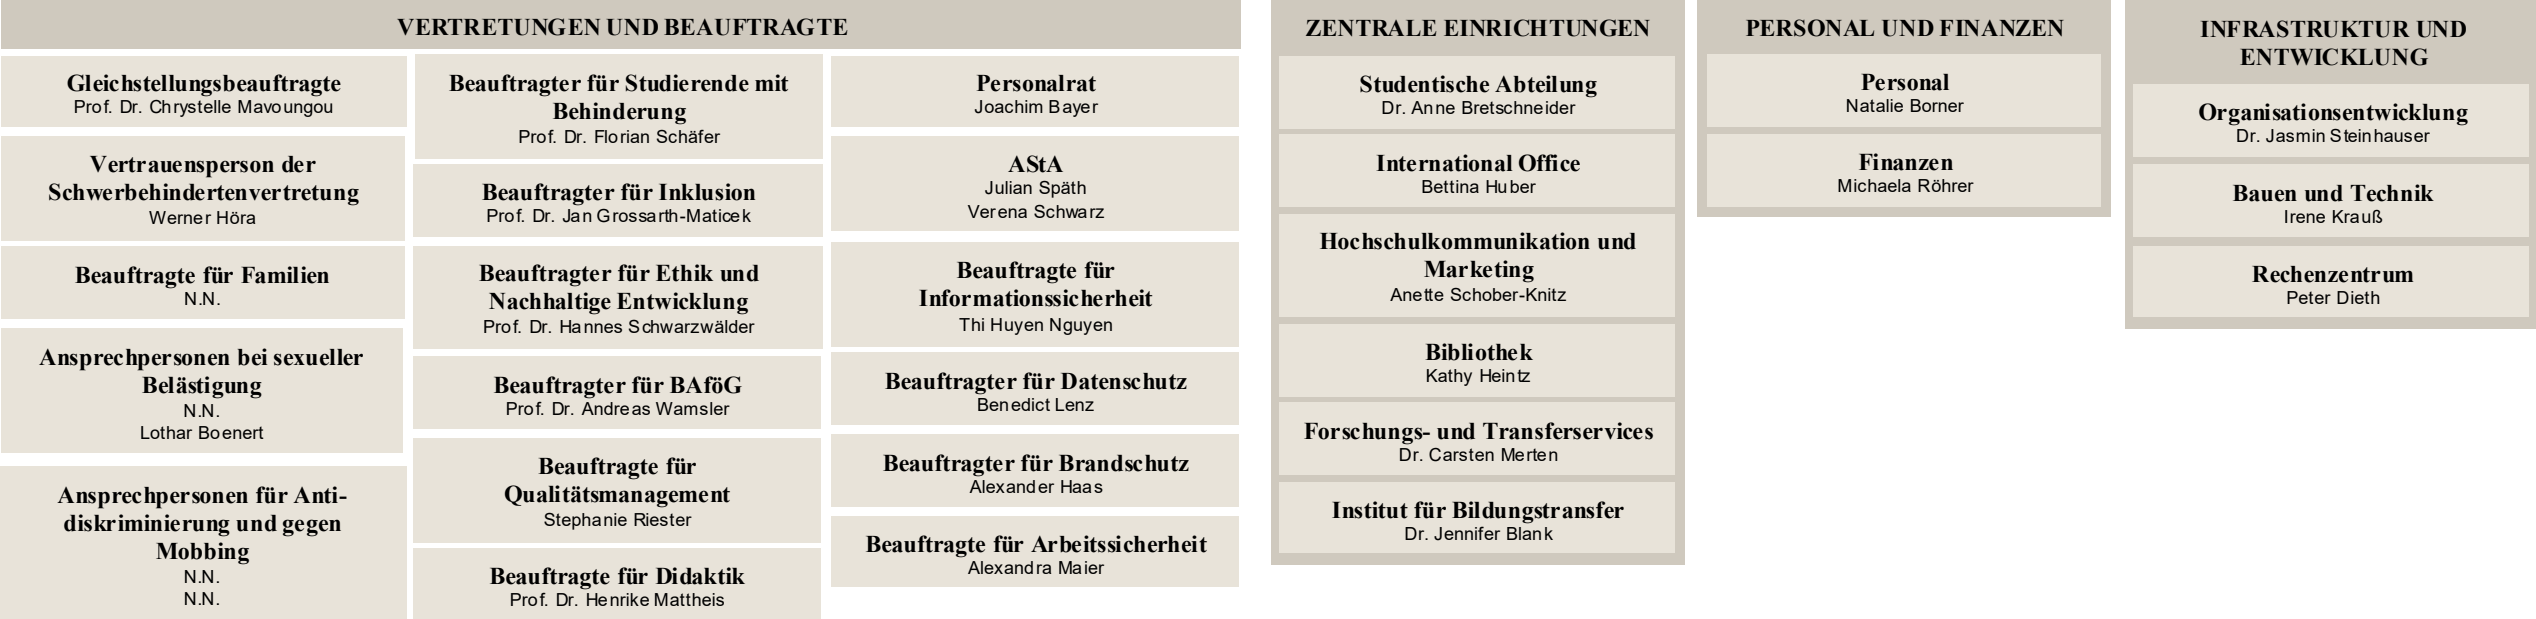 VERTRETUNGEN UND BEAUFTRAGTE
Gleichstellungsbeauftragte
Prof. Dr. Chrystelle Mavoungou
Vertrauensperson der
Schwerbehindertenvertretung
Werner Höra
Beauftragte für Familien
N.N.
Ansprechpersonen bei sexueller
Belästigung
N.N.
Lothar Boenert
Ansprechpersonen für Anti-
diskriminierung und gegen
Mobbing
N.N.
N.N.
Beauftragter für Studierende mit
Behinderung
Prof. Dr. Florian Schäfer
Beauftragter für Inklusion
Prof. Dr. Jan Grossarth-Maticek
Beauftragter für Ethik und
Nachhaltige Entwicklung
Prof. Dr. Hannes Schwarzwälder
Beauftragter für BAföG
Prof. Dr. Andreas Wamsler
Beauftragte für
Qualitätsmanagement
Stephanie Riester
Beauftragte für Didaktik
Prof. Dr. Henrike Mattheis
Personalrat
Joachim Bayer
AStA
Julian Späth
Verena Schwarz
Beauftragte für
Informationssicherheit
Thi Huyen Nguyen
Beauftragter für Datenschutz
Benedict Lenz
Beauftragter für Brandschutz
Alexander Haas
Beauftragte für Arbeitssicherheit
Alexandra Maier
ZENTRALE EINRICHTUNGEN
Studentische Abteilung
Dr. Anne Bretschneider
International Office
Bettina Huber
Hochschulkommunikation und
Marketing
Anette Schober-Knitz
Bibliothek
Kathy Heintz
Forschungs- und Transferservices
Dr. Carsten Merten
Institut für Bildungstransfer
Dr. Jennifer Blank
PERSONAL UND FINANZEN
Personal
Natalie Borner
Finanzen
Michaela Röhrer
INFRASTRUKTUR UND
ENTWICKLUNG
Organisationsentwicklung
Dr. Jasmin Steinhauser
Bauen und Technik
Irene Krauß
Rechenzentrum
Peter Dieth